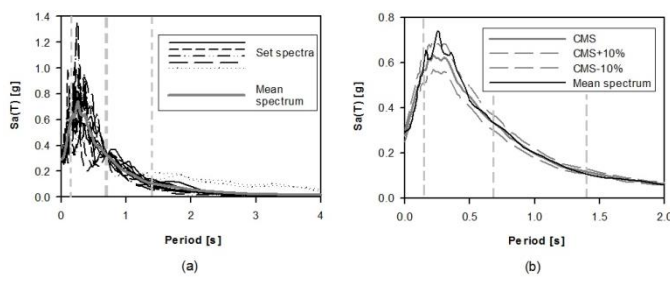 1.4
1.2
1.0
0.8
0.6
0.4
0.2
0.0
Sa(T) [g]
Set spectra
Mean
spectrum
0 1 2 3 4
Period [s]
(a)
0.8
0.6
0.4
0.2
0.0
Sa(T) [g]
CMS
CMS+10%
CMS-10%
Mean spectrum
0.0 0.5 1.0 1.5 2.0
Period [s]
(b)